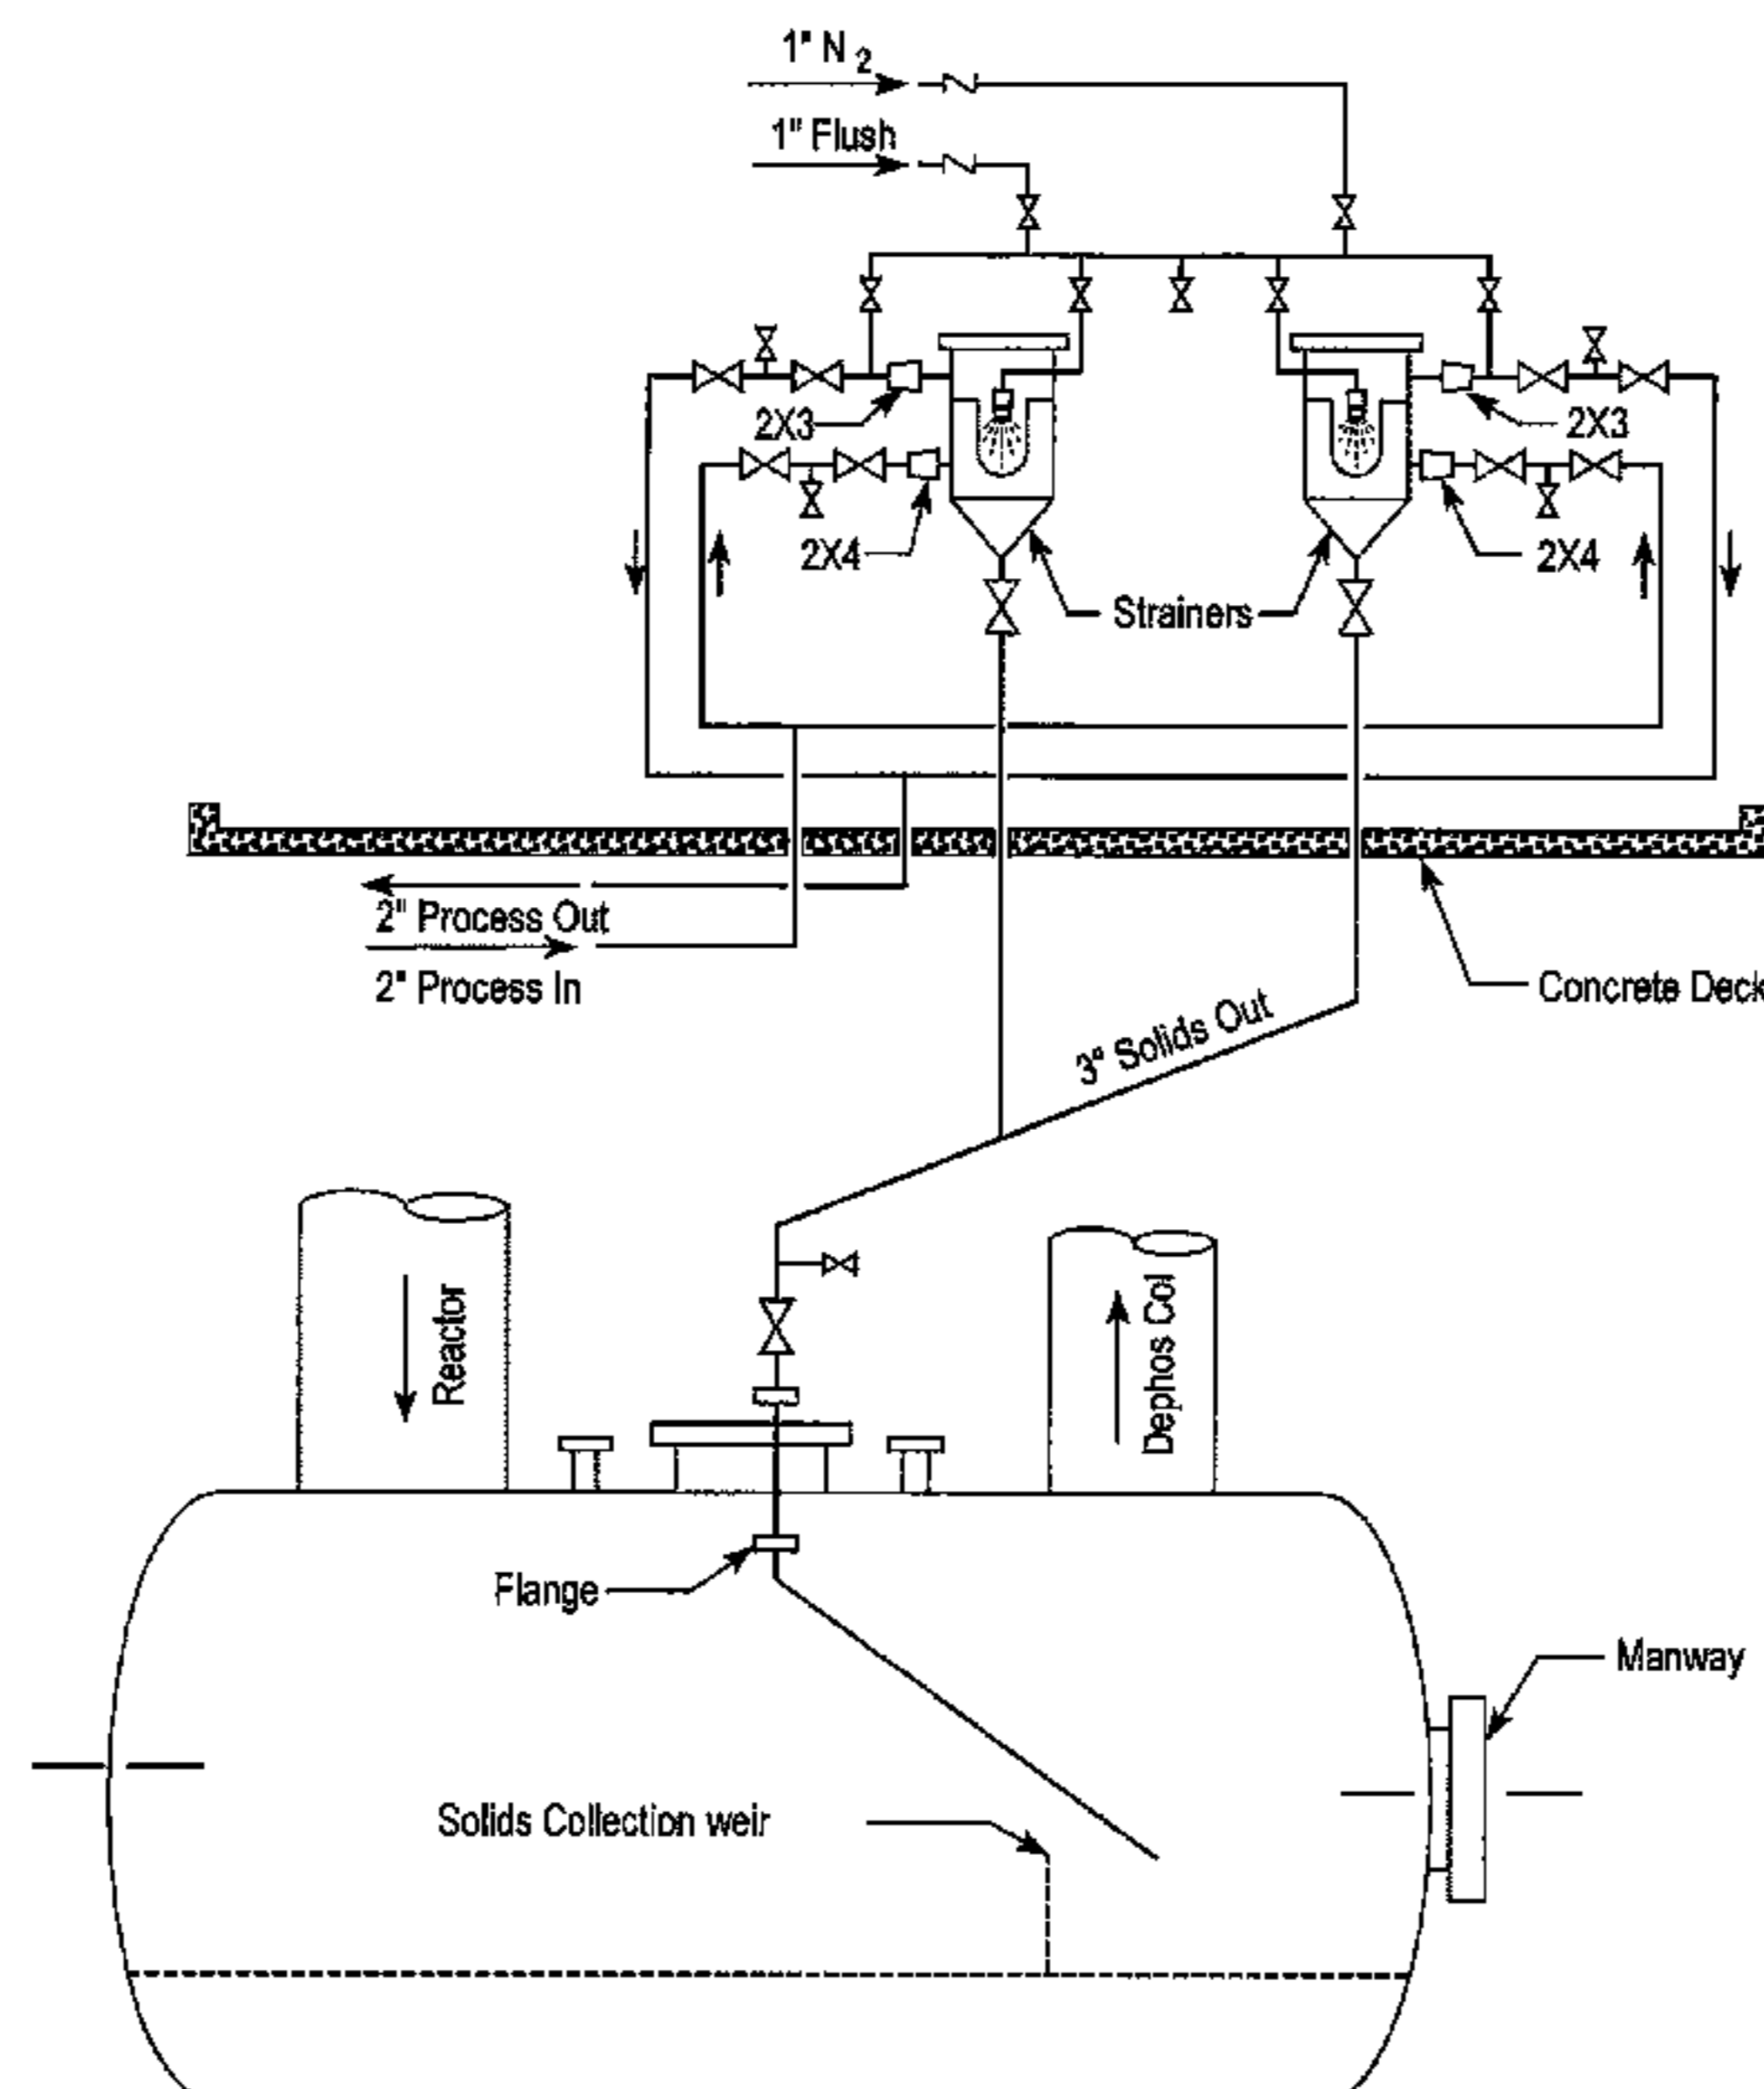 1" N2
1" Flush
2X3
2X3
2X4
2X4
Strainers
2" Process Out
2" Process In
Concrete Deck
3" Solids Out
Reactor
Dephos Col
Flange
Manway
Solids Collection weir